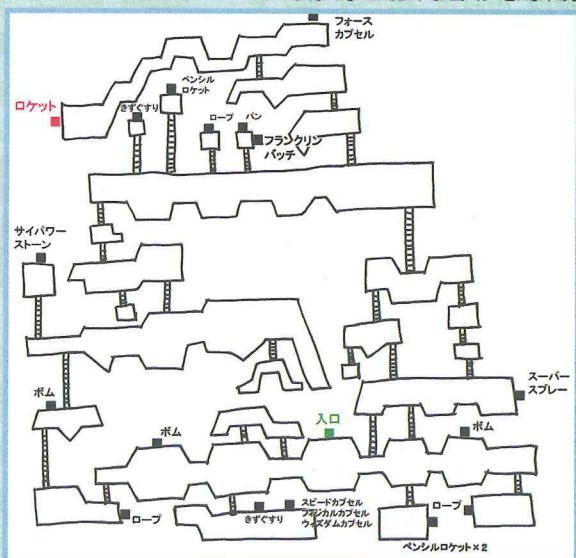 フォース
カプセル
ペンシル
ロケット
ロケット
きずぐすり
ロープ
パン
フランクリン
バッチ
サイパワー
ストーン
スーパー
スプレー
ボム
ボム
入口
ボム
ロープ
きずぐすり
スピードカプセル
フィジカルカプセル
ウィズダムカプセル
ロープ
ペンシルロケット×2